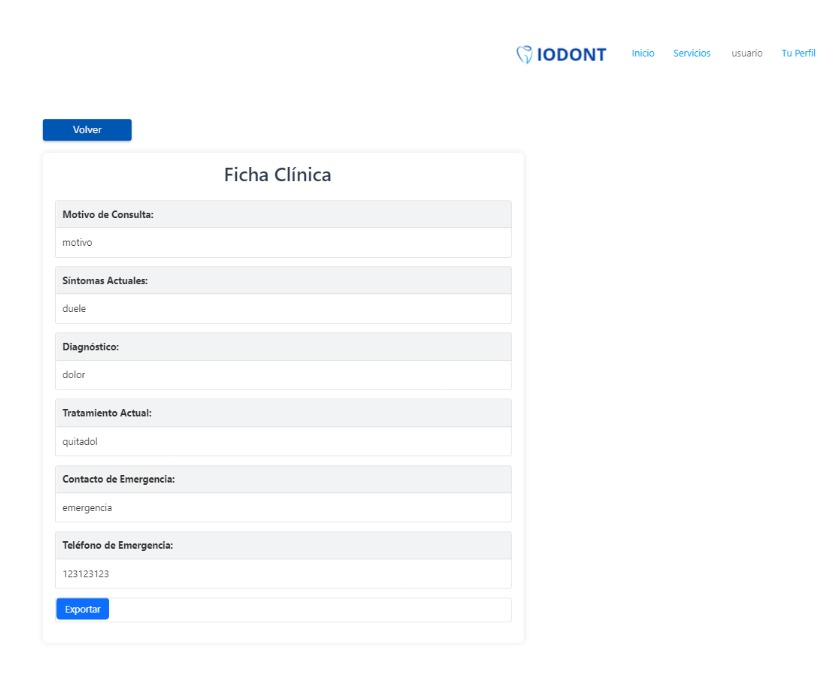 IODONT Inicio Servicios usuario Tu Perfil
Volver
Ficha Clínica
Motivo de Consulta:
motivo
Síntomas Actuales:
duele
Diagnóstico:
dolor
Tratamiento Actual:
quitadol
Contacto de Emergencia:
emergencia
Teléfono de Emergencia:
123123123
Exportar